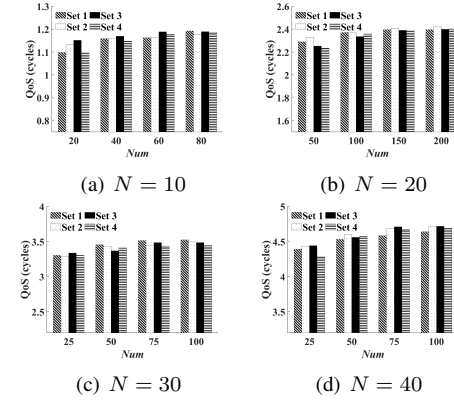 1.3
1.2
1.1
1
0.9
0.8
QoS (cycles)
Set 1 Set 3
Set 2 Set 4
20 40 60 80
Num
(a) N = 10
2.6
2.4
2.2
2
1.8
1.6
QoS (cycles)
Set 1 Set 3
Set 2 Set 4
50 100 150 200
Num
(b) N = 20
4
3.5
3
2.5
QoS (cycles)
Set 1 Set 3
Set 2 Set 4
25 50 75 100
Num
(c) N = 30
5
4.5
4
3.5
QoS (cycles)
Set 1 Set 3
Set 2 Set 4
25 50 75 100
Num
(d) N = 40